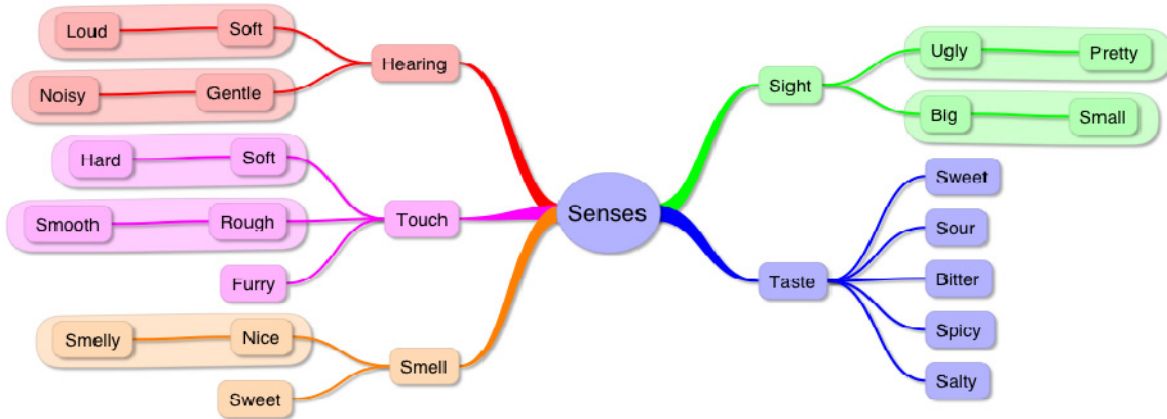 Loud
Soft
Hearing
Noisy
Gentle
Hard
Soft
Smooth
Rough
Touch
Furry
Smelly
Nice
Smell
Sweet
Senses
Sight
Ugly
Pretty
Big
Small
Taste
Sweet
Sour
Bitter
Spicy
Salty